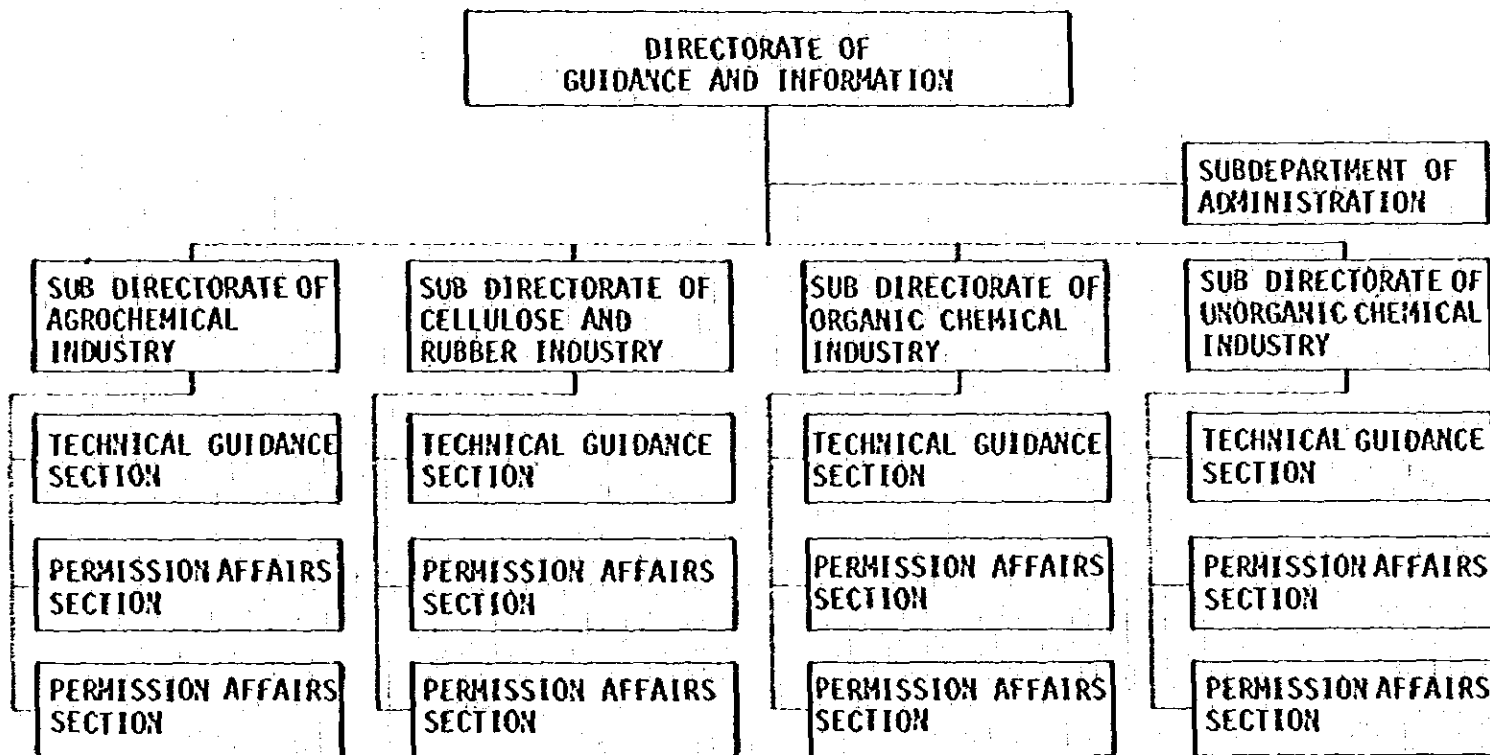 DIRECTORATE OF
GUIDANCE AND INFORMATION
SUBDEPARTMENT OF
ADMINISTRATION
SUB DIRECTORATE OF
AGROCHEMICAL
INDUSTRY
SUB DIRECTORATE OF
CELLULOSE AND
RUBBER INDUSTRY
SUB DIRECTORATE OF
ORGANIC CHEMICAL
INDUSTRY
SUB DIRECTORATE OF
UNORGANIC CHEMICAL
INDUSTRY
TECHNICAL GUIDANCE
SECTION
TECHNICAL GUIDANCE
SECTION
TECHNICAL GUIDANCE
SECTION
TECHNICAL GUIDANCE
SECTION
PERMISSION AFFAIRS
SECTION
PERMISSION AFFAIRS
SECTION
PERMISSION AFFAIRS
SECTION
PERMISSION AFFAIRS
SECTION
PERMISSION AFFAIRS
SECTION
PERMISSION AFFAIRS
SECTION
PERMISSION AFFAIRS
SECTION
PERMISSION AFFAIRS
SECTION